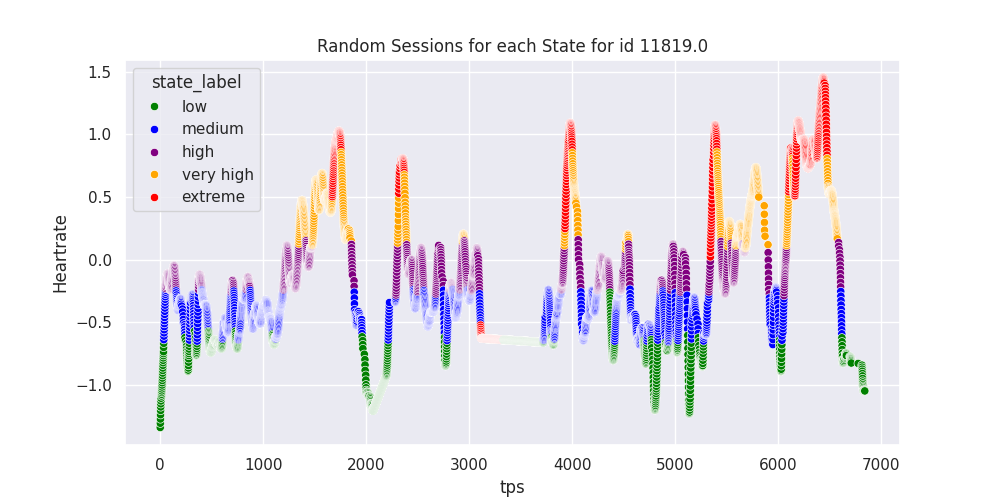 Random Sessions for each State for id 11819.0
state_label
low
medium
high
very high
extreme
Heartrate
1.5
1.0
0.5
0.0
−0.5
−1.0
0 1000 2000 3000 4000 5000 6000 7000
tps